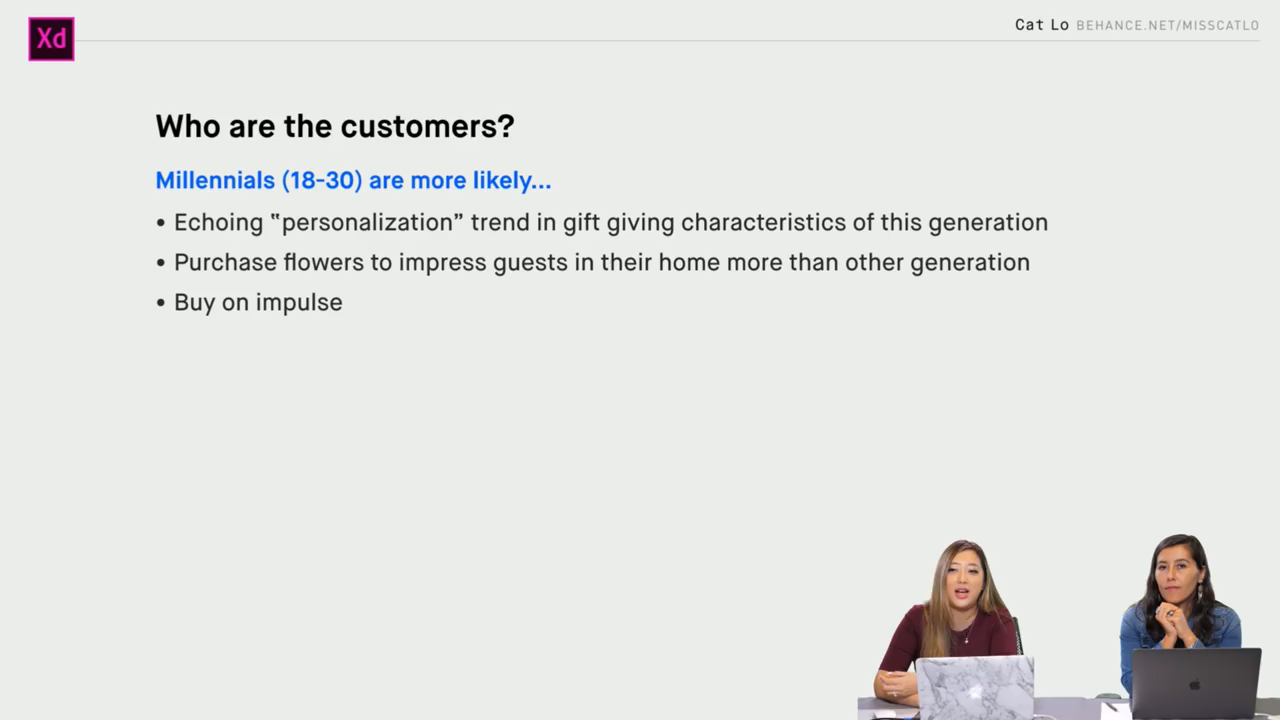 Xd
Cat Lo BEHANCE.NET/MISSCATLO
Who are the customers?
Millennials (18-30) are more likely...
• Echoing “personalization” trend in gift giving characteristics of this generation
• Purchase flowers to impress guests in their home more than other generation
• Buy on impulse